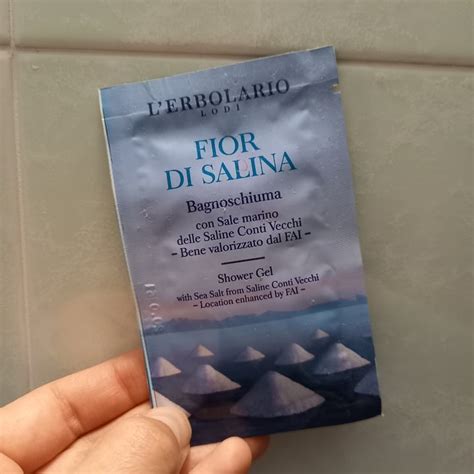 L'ERBOLARIO
LODI
FIOR
DI SALINA
Bagnoschiuma
con Sale marino
delle Saline Conti Vecchi
– Bene valorizzato dal FAI –
Shower Gel
with Sea Salt from Saline Conti Vecchi
– Location enhanced by FAI –